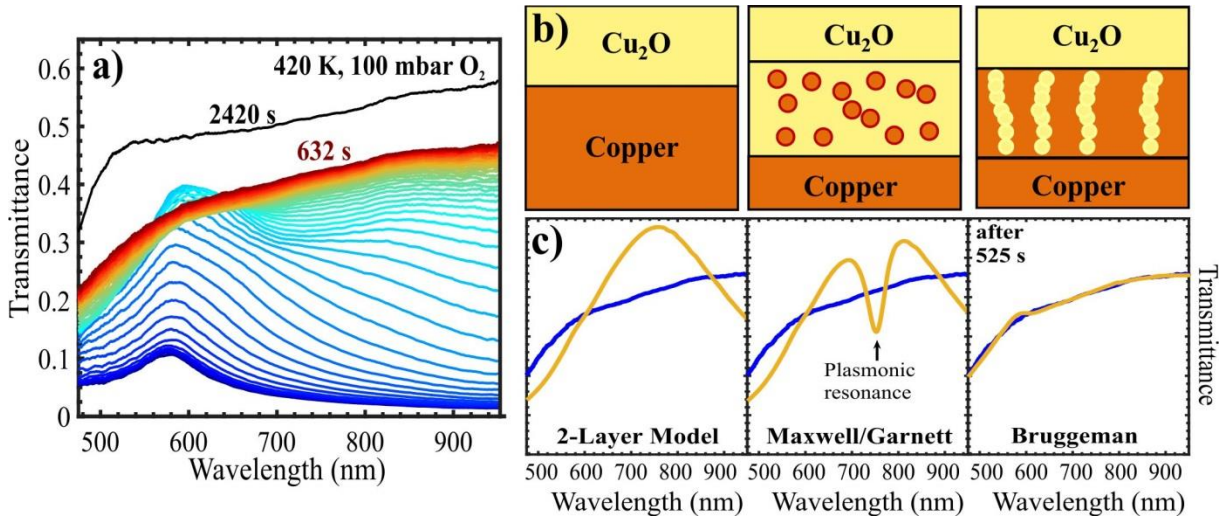 a)
420 K, 100 mbar O₂
2420 s
632 s
0.6
0.5
0.4
0.3
0.2
0.1
0
Transmittance
500 600 700 800 900
Wavelength (nm)
b)
Cu₂O
Copper
Cu₂O
Copper
Cu₂O
Copper
c)
2-Layer Model
Plasmonic
resonance
Maxwell/Garnett
after
525 s
Bruggeman
Transmittance
500 600 700 800 900
500 600 700 800 900
500 600 700 800 900
Wavelength (nm)
Wavelength (nm)
Wavelength (nm)